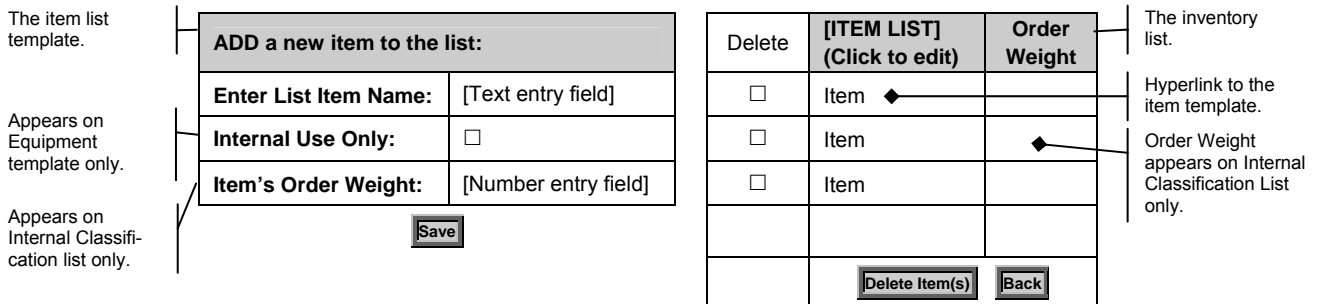 The item list
template.
Appears on
Equipment
template only.
Appears on
Internal Classifi-
cation list only.
ADD a new item to the list:
Enter List Item Name: [Text entry field]
Internal Use Only: ☐
Item's Order Weight: [Number entry field]
Save
Delete [ITEM LIST] Order
(Click to edit) Weight
☐ Item
☐ Item
☐ Item
Delete Item(s) Back
The inventory
list.
Hyperlink to the
item template.
Order Weight
appears on Internal
Classification List
only.